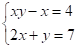 xy - x = 4
2x + y = 7